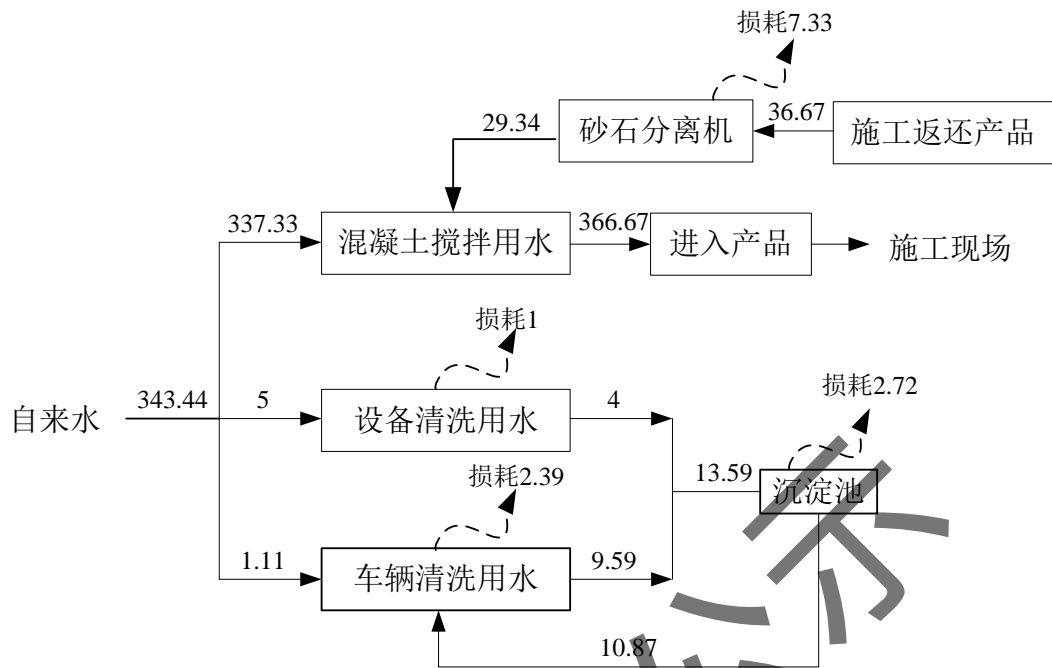 损耗7.33
29.34
砂石分离机
36.67
施工返还产品
337.33
混凝土搅拌用水
366.67
进入产品
施工现场
损耗1
自来水
343.44
5
设备清洗用水
4
损耗2.72
损耗2.39
13.59
沉淀池
1.11
车辆清洗用水
9.59
10.87